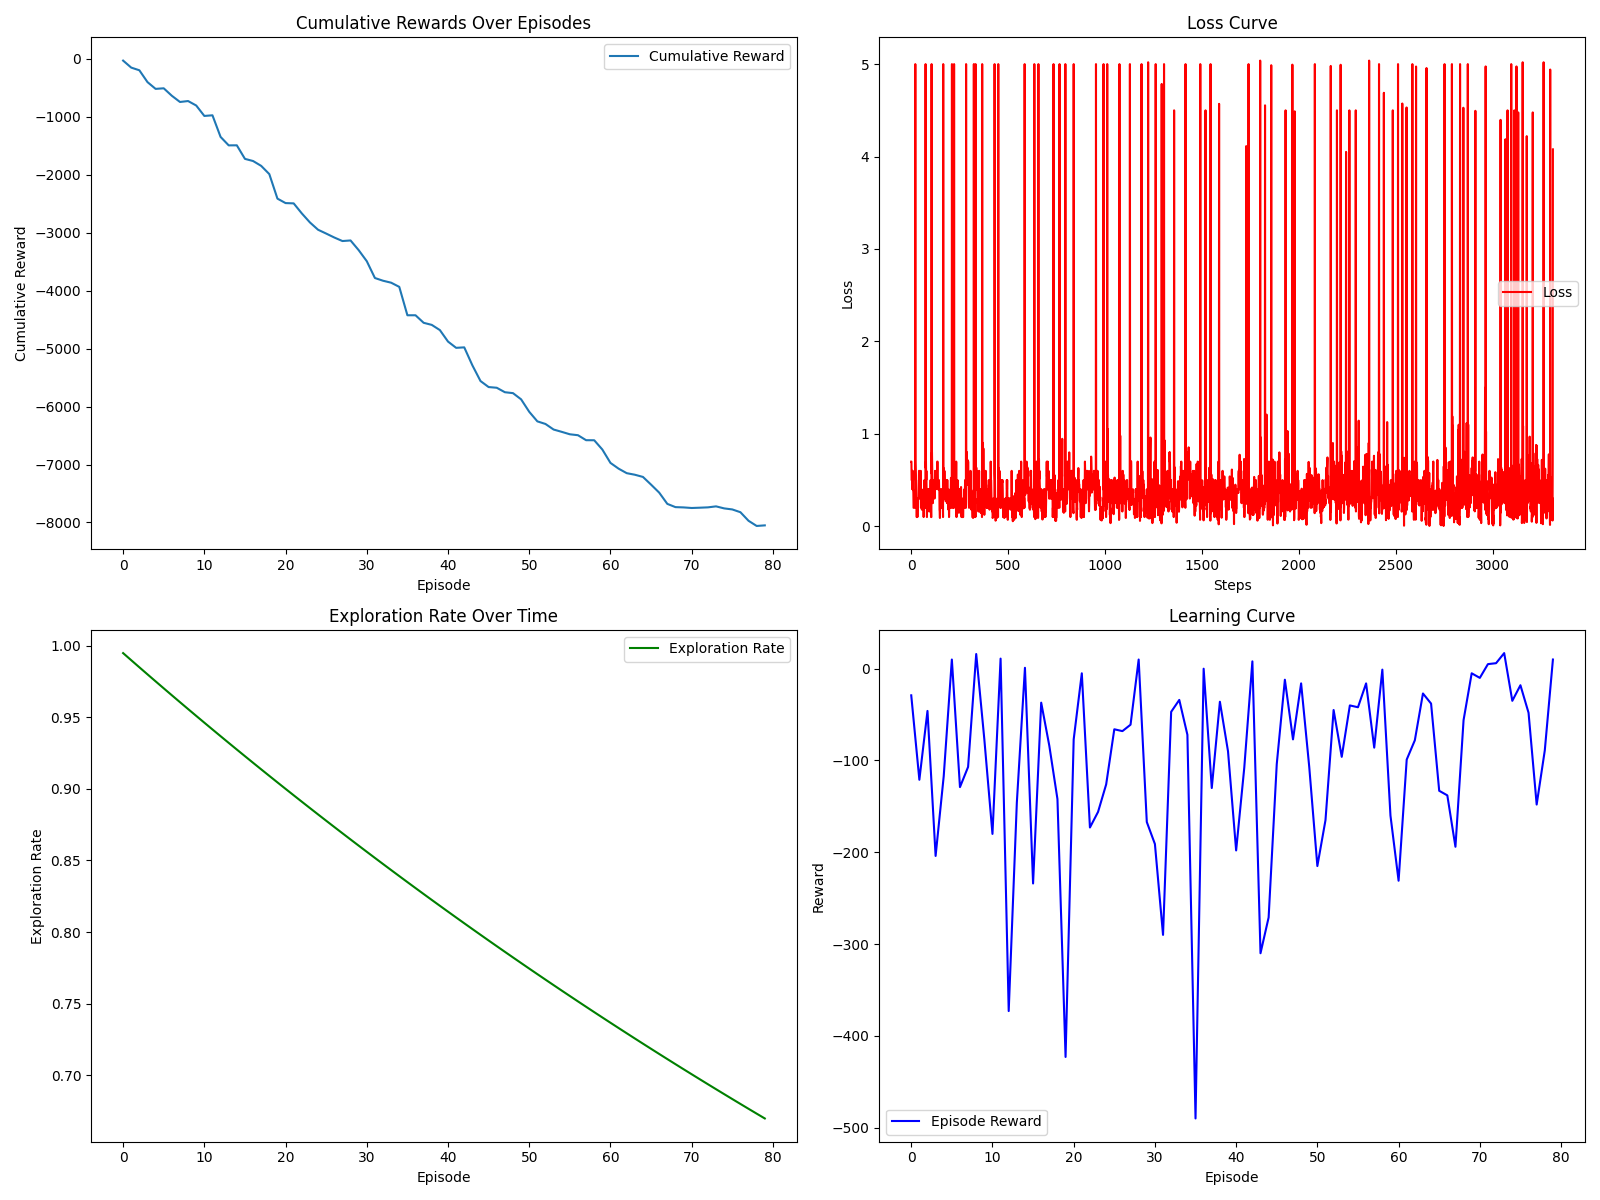 Cumulative Rewards Over Episodes
Cumulative Reward
Cumulative Reward
0
−1000
−2000
−3000
−4000
−5000
−6000
−7000
−8000
0 10 20 30 40 50 60 70 80
Episode
Loss Curve
Loss
Loss
5
4
3
2
1
0
0 500 1000 1500 2000 2500 3000
Steps
Exploration Rate Over Time
Exploration Rate
Exploration Rate
1.00
0.95
0.90
0.85
0.80
0.75
0.70
0 10 20 30 40 50 60 70 80
Episode
Learning Curve
Reward
0
−100
−200
−300
−400
−500
Episode Reward
0 10 20 30 40 50 60 70 80
Episode